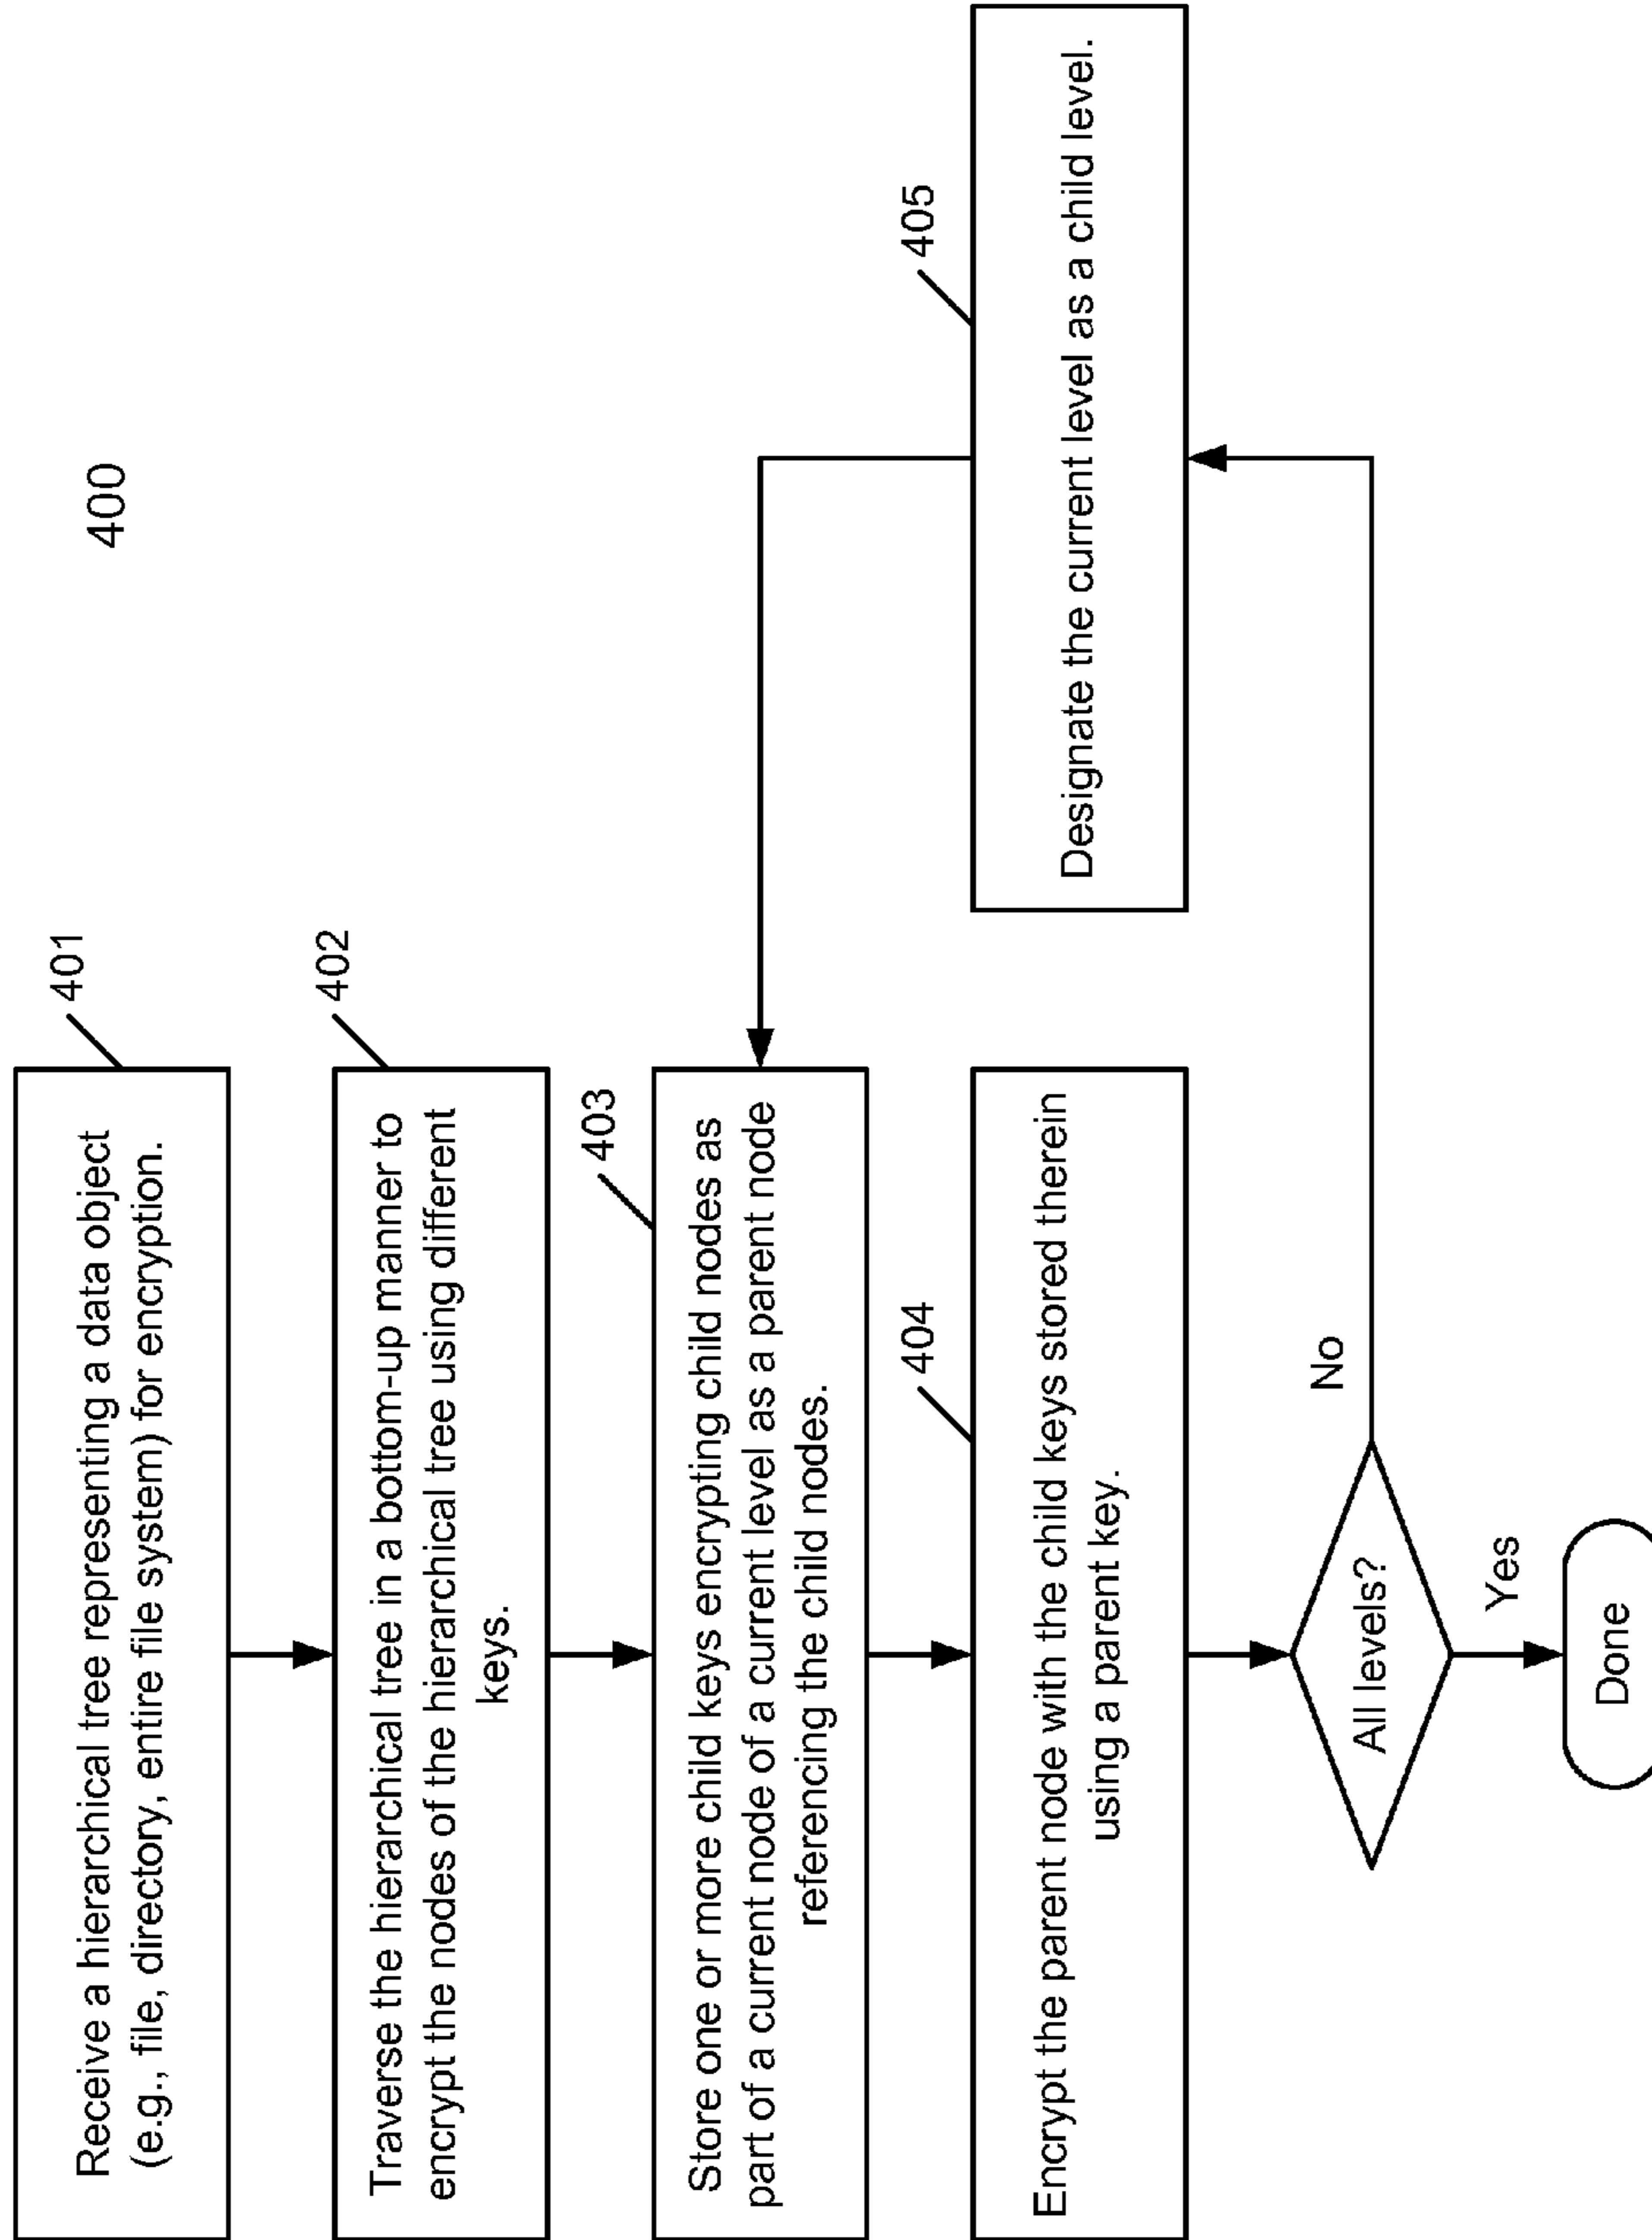 400
401
Receive a hierarchical tree representing a data object
(e.g., file, directory, entire file system) for encryption.
402
Traverse the hierarchical tree in a bottom-up manner to
encrypt the nodes of the hierarchical tree using different
keys.
403
Store one or more child keys encrypting child nodes as
part of a current node of a current level as a parent node
referencing the child nodes.
404
Encrypt the parent node with the child keys stored therein
using a parent key.
405
Designate the current level as a child level.
All levels?
No
Yes
Done